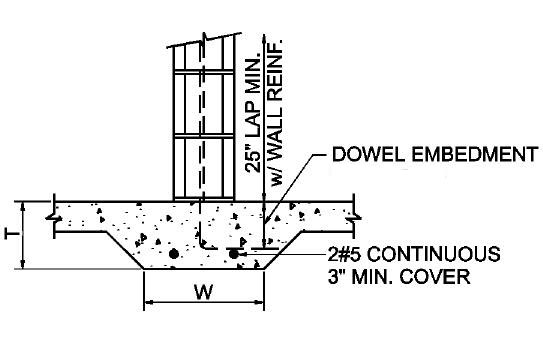 25" LAP MIN.
w/ WALL REINF.
DOWEL EMBEDMENT
T
2#5 CONTINUOUS
3" MIN. COVER
W